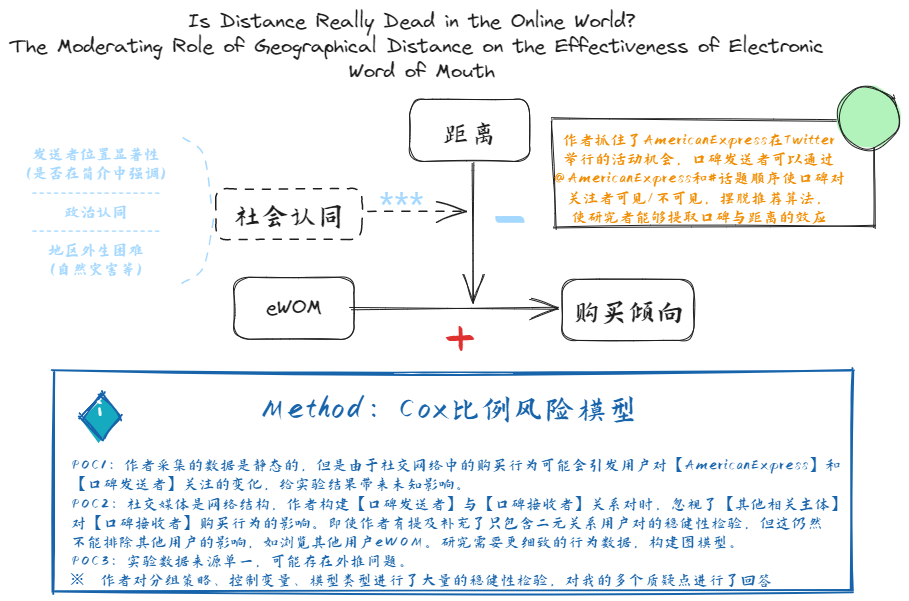 Is Distance Really Dead in the Online World?
The Moderating Role of Geographical Distance on the Effectiveness of Electronic
Word of Mouth
距离
作者抓住了AmericanExpress在Twitter
举行的活动机会，口碑发送者可以通过
@AmericanExpress和#话题顺序使口碑对
关注者可见/不可见，摆脱推荐算法，
使研究者能够提取口碑与距离的效应
发送者位置显著性
(是否在简介中强调)
政治认同
地区外生困难
(自然灾害等)
社会认同
***
eWOM
购买倾向
Method：Cox比例风险模型
POC1：作者采集的数据是静态的，但是由于社交网络中的购买行为可能会引发用户对【AmericanExpress】和
【口碑发送者】关注的变化，给实验结果带来未知影响。
POC2：社交媒体是网络结构，作者构建【口碑发送者】与【口碑接收者】关系对时，忽视了【其他相关主体】
对【口碑接收者】购买行为的影响。即使作者有提及补充了只包含二元关系用户对的稳健性检验，但这仍然
不能排除其他用户的影响，如浏览其他用户eWOM。研究需要更细致的行为数据，构建图模型。
POC3：实验数据来源单一，可能存在外推问题。
※ 作者对分组策略、控制变量、模型类型进行了大量的稳健性检验，对我的多个质疑点进行了回答